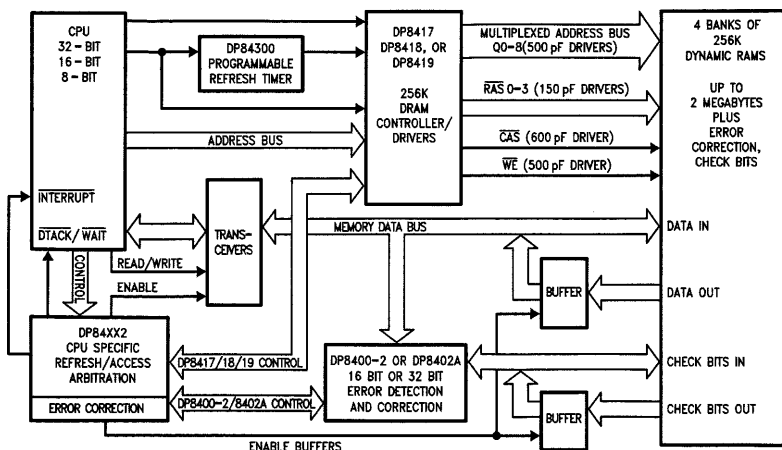 CPU
32-BIT
16-BIT
8-BIT
INTERRUPT
DTACK/WAIT
DP84300
PROGRAMMABLE
REFRESH TIMER
DP8417
DP8418, OR
DP8419
256K
DRAM
CONTROLLER/
DRIVERS
MULTIPLEXED ADDRESS BUS
Q0-8(500 pF DRIVERS)
RAS 0-3 (150 pF DRIVERS)
CAS (600 pF DRIVER)
WE (500 pF DRIVER)
4 BANKS OF
256K
DYNAMIC RAMS
UP TO
2 MEGABYTES
PLUS
ERROR
CORRECTION,
CHECK BITS
ADDRESS BUS
TRANS-
CEIVERS
MEMORY DATA BUS
DATA IN
READ/WRITE
CONTROL
ENABLE
BUFFER
DATA OUT
DP84XX2
CPU SPECIFIC
REFRESH/ACCESS
ARBITRATION
ERROR CORRECTION
DP8417/18/19 CONTROL
DP8400-2/8402A CONTROL
DP8400-2 OR DP8402A
16 BIT OR 32 BIT
ERROR DETECTION
AND CORRECTION
CHECK BITS IN
BUFFER
CHECK BITS OUT
ENABLE BUFFERS